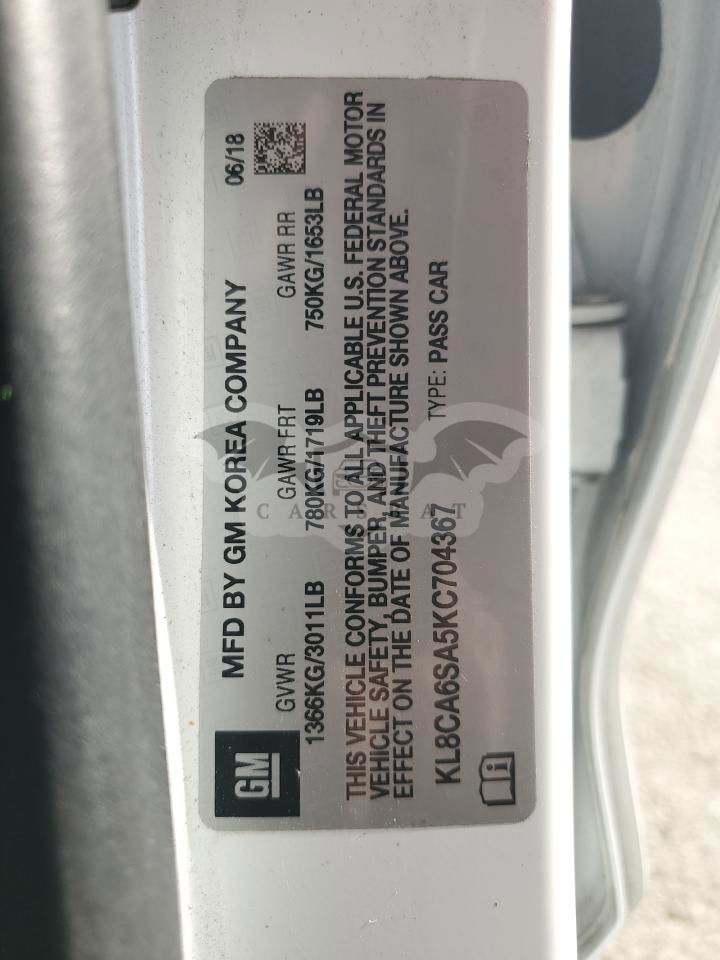 GM
MFD BY GM KOREA COMPANY 06/18
GVWR GAWR FRT GAWR RR
1366KG/3011LB 780KG/1719LB 750KG/1653LB
THIS VEHICLE CONFORMS TO ALL APPLICABLE U.S. FEDERAL MOTOR
VEHICLE SAFETY, BUMPER, AND THEFT PREVENTION STANDARDS IN
EFFECT ON THE DATE OF MANUFACTURE SHOWN ABOVE.
KL8CA6SA5KC704367 TYPE: PASS CAR
CARSBAT